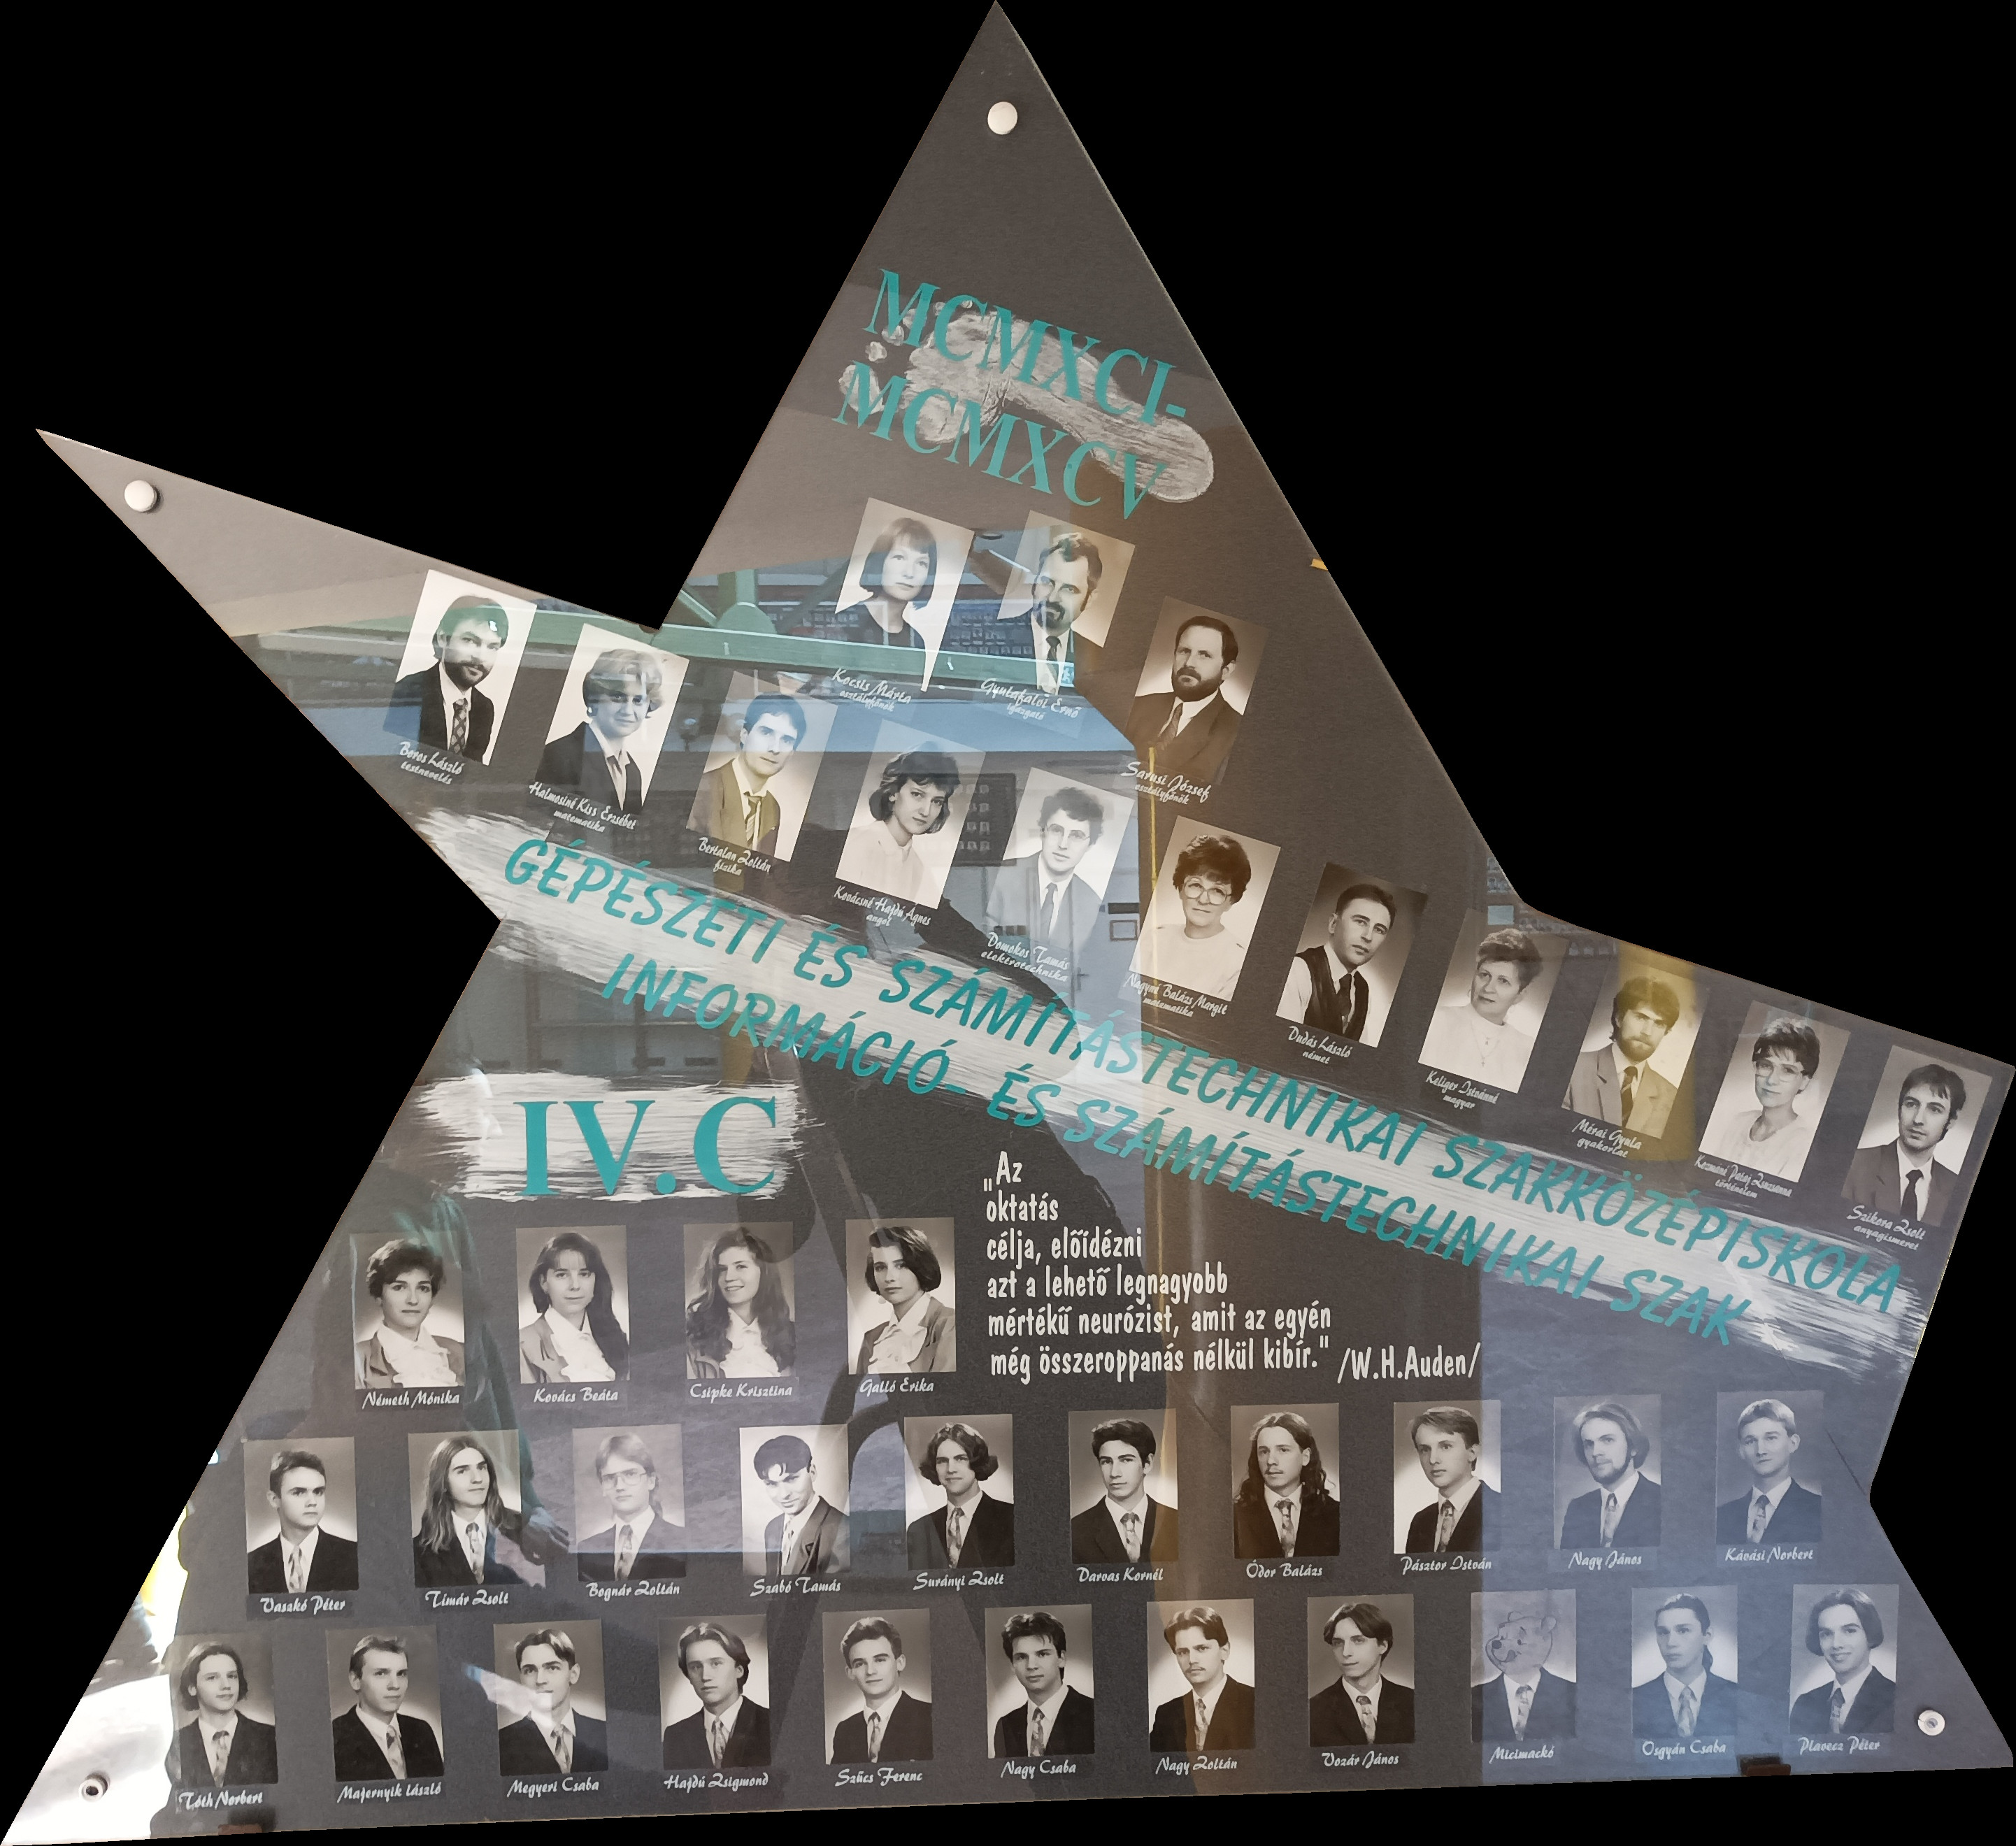 MCMXCI-
MCMXCV
Kocsis Márta
osztályfőnök
Gyutafalvi Ernő
igazgató
Sarusi József
osztályfőnök
Boros László
testnevelés
Halmosiné Kiss Erzsébet
matematika
Bertalan Zoltán
fizika
Kovácsné Hajdú Ágnes
angol
Domokos Tamás
elektrotechnika
Nagyné Balázs Margit
matematika
Dudás László
német
Keliger Istvánné
magyar
Mérai Gyula
gyakorlat
Zsuzsanna
történelem
Szikora Zsolt
anyagismeret
GÉPÉSZETI ÉS SZÁMÍTÁSTECHNIKAI SZAKKÖZÉPISKOLA
INFORMÁCIÓ- ÉS SZÁMÍTÁSTECHNIKAI SZAK
IV.C
„Az
oktatás
célja, előidézni
azt a lehető legnagyobb
mértékű neurózist, amit az egyén
még összeroppanás nélkül kibír." /W.H.Auden/
Németh Mónika
Kovács Beáta
Csipke Krisztina
Galló Erika
Vaszkó Péter
Tímár Zsolt
Bognár Zoltán
Szabó Tamás
Surányi Zsolt
Darvas Kornél
Ódor Balázs
Pásztor István
Nagy János
Kávási Norbert
Tóth Norbert
Majernyik László
Megyeri Csaba
Hajdú Zsigmond
Szűcs Ferenc
Nagy Csaba
Nagy Zoltán
Vozár János
Micimackó
Osgyán Csaba
Plavecz Péter